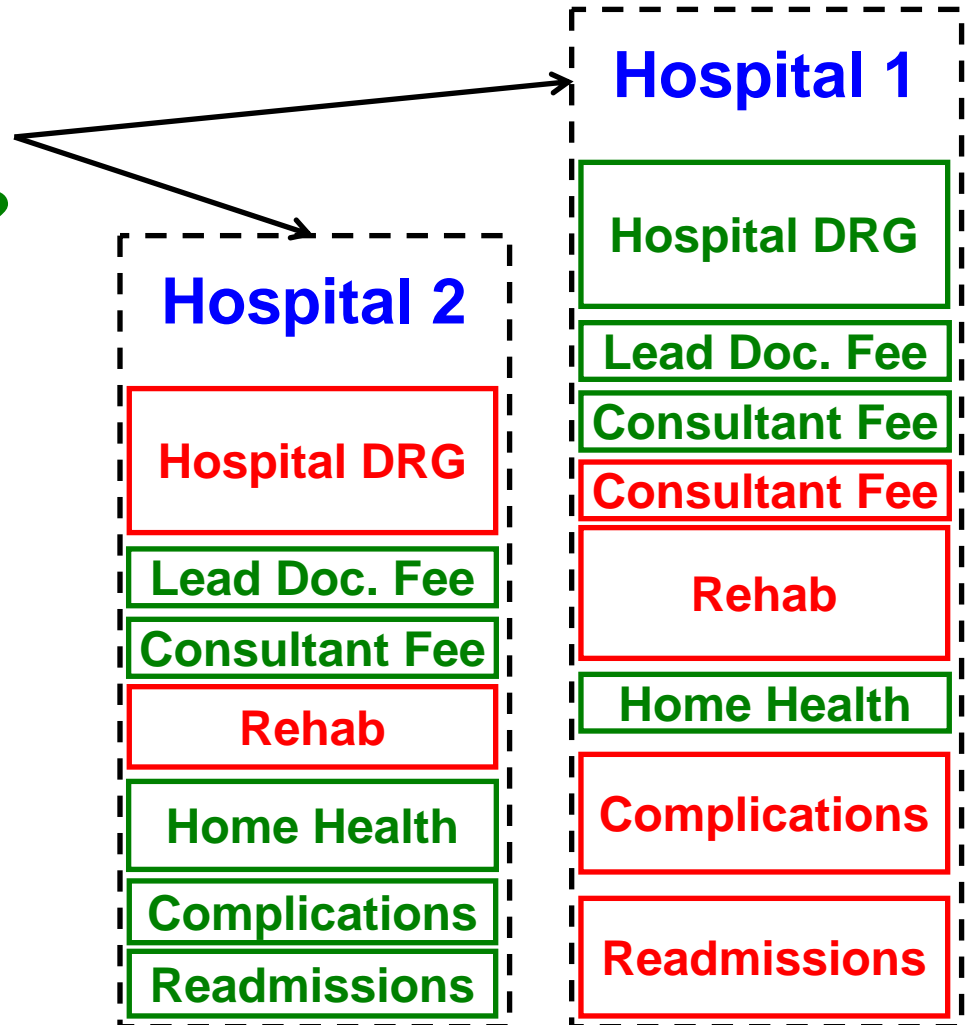 Hospital 1
Hospital DRG
Lead Doc. Fee
Consultant Fee
Consultant Fee
Rehab
Home Health
Complications
Readmissions
Hospital 2
Hospital DRG
Lead Doc. Fee
Consultant Fee
Rehab
Home Health
Complications
Readmissions